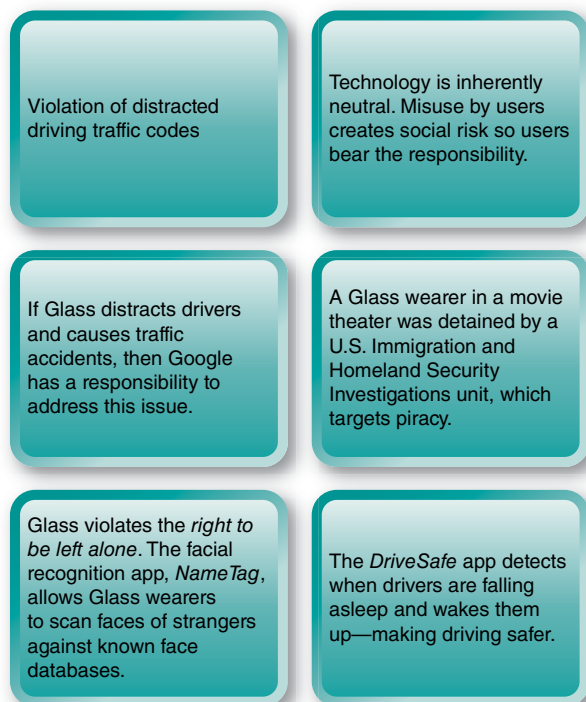 Violation of distracted
driving traffic codes
Technology is inherently
neutral. Misuse by users
creates social risk so users
bear the responsibility.
If Glass distracts drivers
and causes traffic
accidents, then Google
has a responsibility to
address this issue.
A Glass wearer in a movie
theater was detained by a
U.S. Immigration and
Homeland Security
Investigations unit, which
targets piracy.
Glass violates the right to
be left alone. The facial
recognition app, NameTag,
allows Glass wearers
to scan faces of strangers
against known face
databases.
The DriveSafe app detects
when drivers are falling
asleep and wakes them
up—making driving safer.